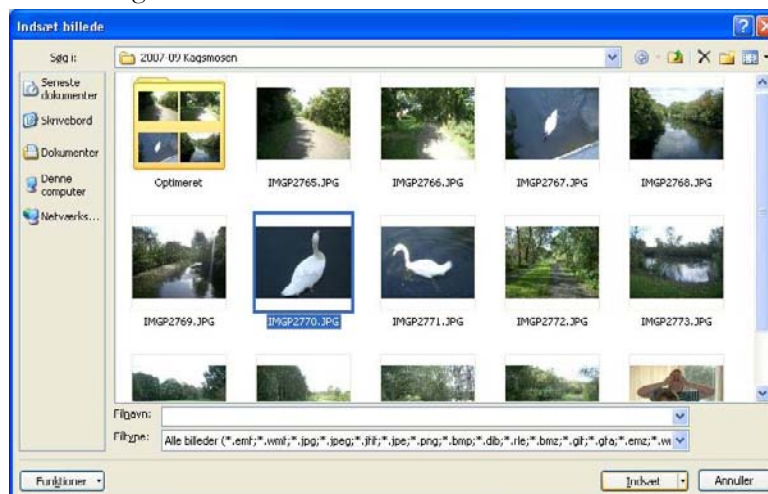 Indsæt billede
Søg i:
2007-09 Kagsmosen
Seneste
dokumenter
Skrivebord
Dokumenter
Denne
computer
Netværks...
Optimeret
IMGP2765.JPG
IMGP2766.JPG
IMGP2767.JPG
IMGP2768.JPG
IMGP2769.JPG
IMGP2770.JPG
IMGP2771.JPG
IMGP2772.JPG
IMGP2773.JPG
Filnavn:
Filtype:
Alle billeder (*.emf;*.wmf;*.jpg;*.jpeg;*.jfif;*.jpe;*.png;*.bmp;*.dib;*.rle;*.bmz;*.gif;*.gfa;*.emz;*.w
Funktioner
Indsæt
Annuller